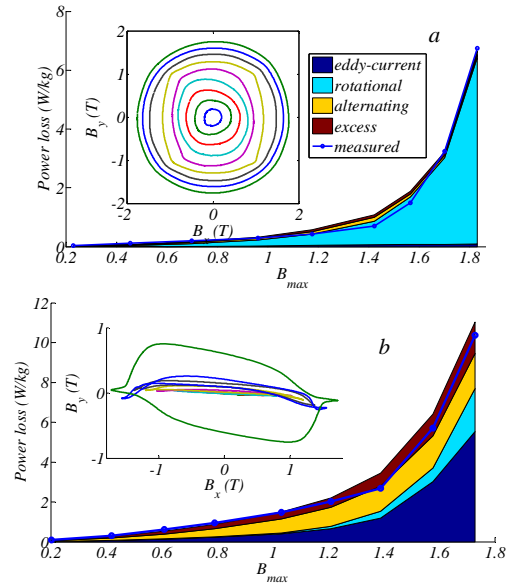 a
Power loss (W/kg)
8
6
4
2
0
B_y (T)
2
1
0
-1
-2
-2 0 2
B_x (T)
eddy-current
rotational
alternating
excess
measured
0.2 0.4 0.6 0.8 1 1.2 1.4 1.6 1.8
B_max
b
Power loss (W/kg)
12
10
8
6
4
2
0
B_y (T)
1
0
-1
-1 0 1
B_x (T)
0.2 0.4 0.6 0.8 1 1.2 1.4 1.6 1.8
B_max